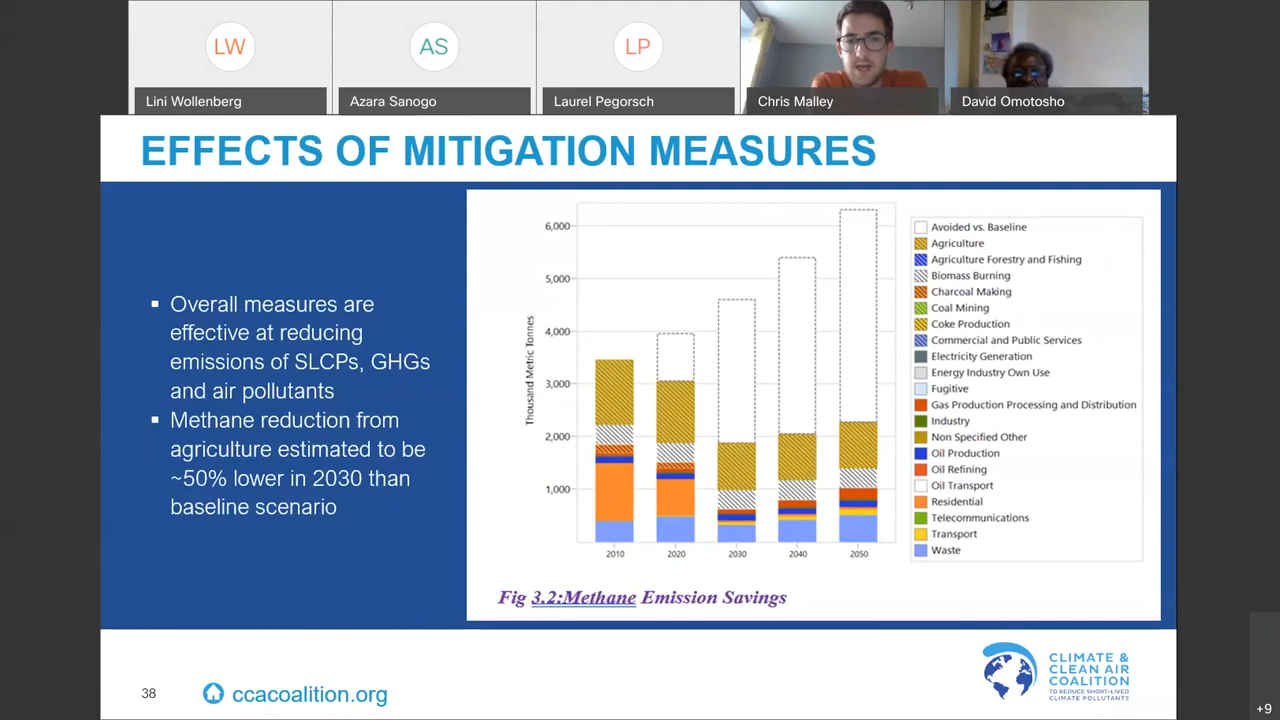 LW
AS
LP
Lini Wollenberg
Azara Sanogo
Laurel Pegorsch
Chris Malley
David Omotosho
EFFECTS OF MITIGATION MEASURES
▪ Overall measures are
effective at reducing
emissions of SLCPs, GHGs
and air pollutants
▪ Methane reduction from
agriculture estimated to be
~50% lower in 2030 than
baseline scenario
Thousand Metric Tonnes
6,000
5,000
4,000
3,000
2,000
1,000
2010
2020
2030
2040
2050
Avoided vs. Baseline
Agriculture
Agriculture Forestry and Fishing
Biomass Burning
Charcoal Making
Coal Mining
Coke Production
Commercial and Public Services
Electricity Generation
Energy Industry Own Use
Fugitive
Gas Production Processing and Distribution
Industry
Non Specified Other
Oil Production
Oil Refining
Oil Transport
Residential
Telecommunications
Transport
Waste
Fig 3.2:Methane Emission Savings
38
ccacoalition.org
CLIMATE &
CLEAN AIR
COALITION
TO REDUCE SHORT-LIVED
CLIMATE POLLUTANTS
+9